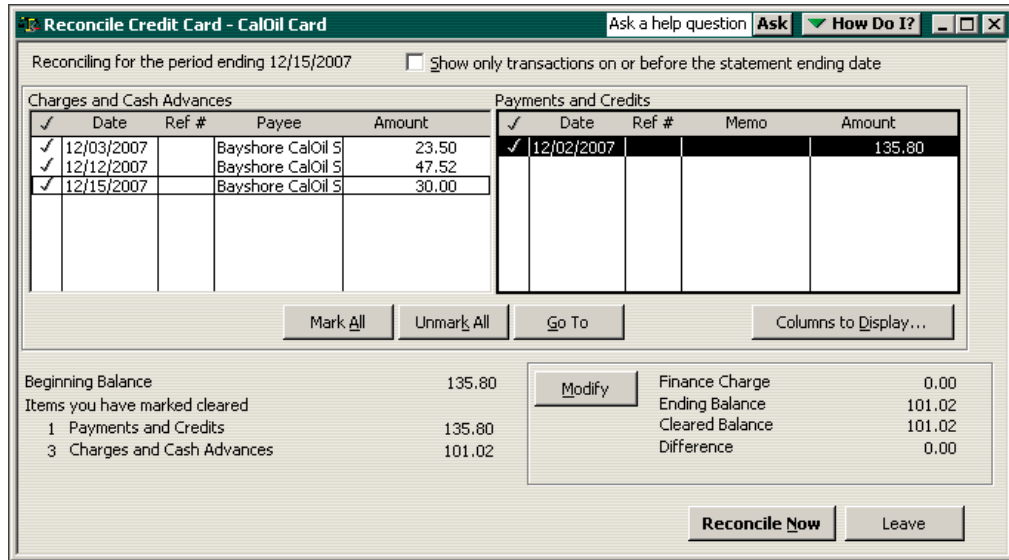 Reconcile Credit Card - CalOil Card
Ask a help question Ask How Do I?
Reconciling for the period ending 12/15/2007
Show only transactions on or before the statement ending date
Charges and Cash Advances
✓ Date Ref # Payee Amount
✓ 12/03/2007 Bayshore CalOil S 23.50
✓ 12/12/2007 Bayshore CalOil S 47.52
✓ 12/15/2007 Bayshore CalOil S 30.00
Payments and Credits
✓ Date Ref # Memo Amount
✓ 12/02/2007 135.80
Mark All Unmark All Go To Columns to Display...
Beginning Balance 135.80
Items you have marked cleared
1 Payments and Credits 135.80
3 Charges and Cash Advances 101.02
Modify
Finance Charge 0.00
Ending Balance 101.02
Cleared Balance 101.02
Difference 0.00
Reconcile Now Leave